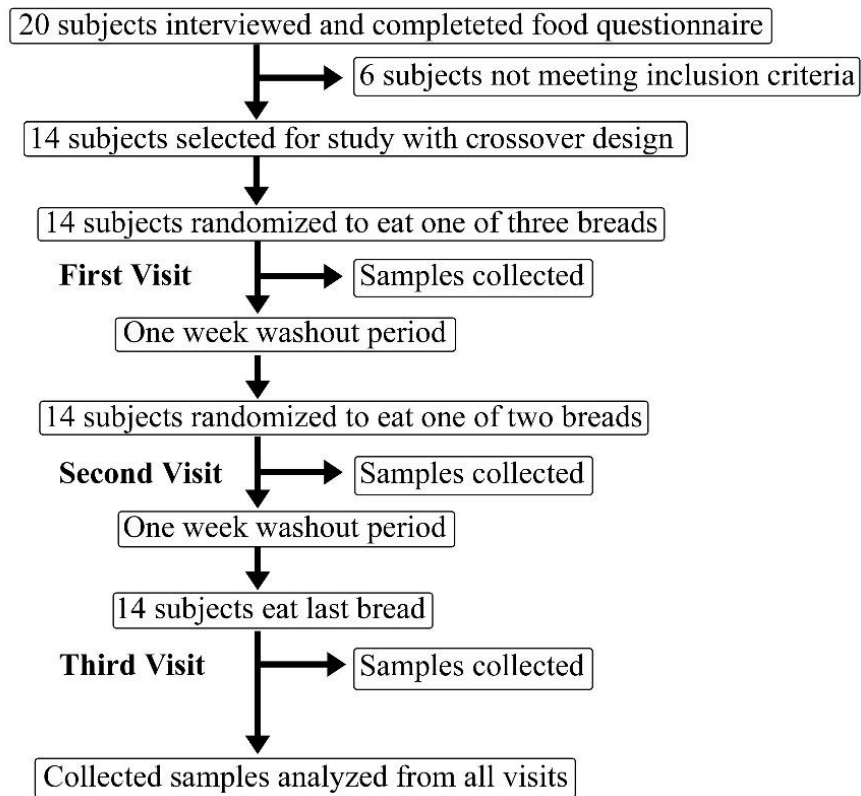 20 subjects interviewed and completeted food questionnaire
6 subjects not meeting inclusion criteria
14 subjects selected for study with crossover design
14 subjects randomized to eat one of three breads
First Visit
Samples collected
One week washout period
14 subjects randomized to eat one of two breads
Second Visit
Samples collected
One week washout period
14 subjects eat last bread
Third Visit
Samples collected
Collected samples analyzed from all visits